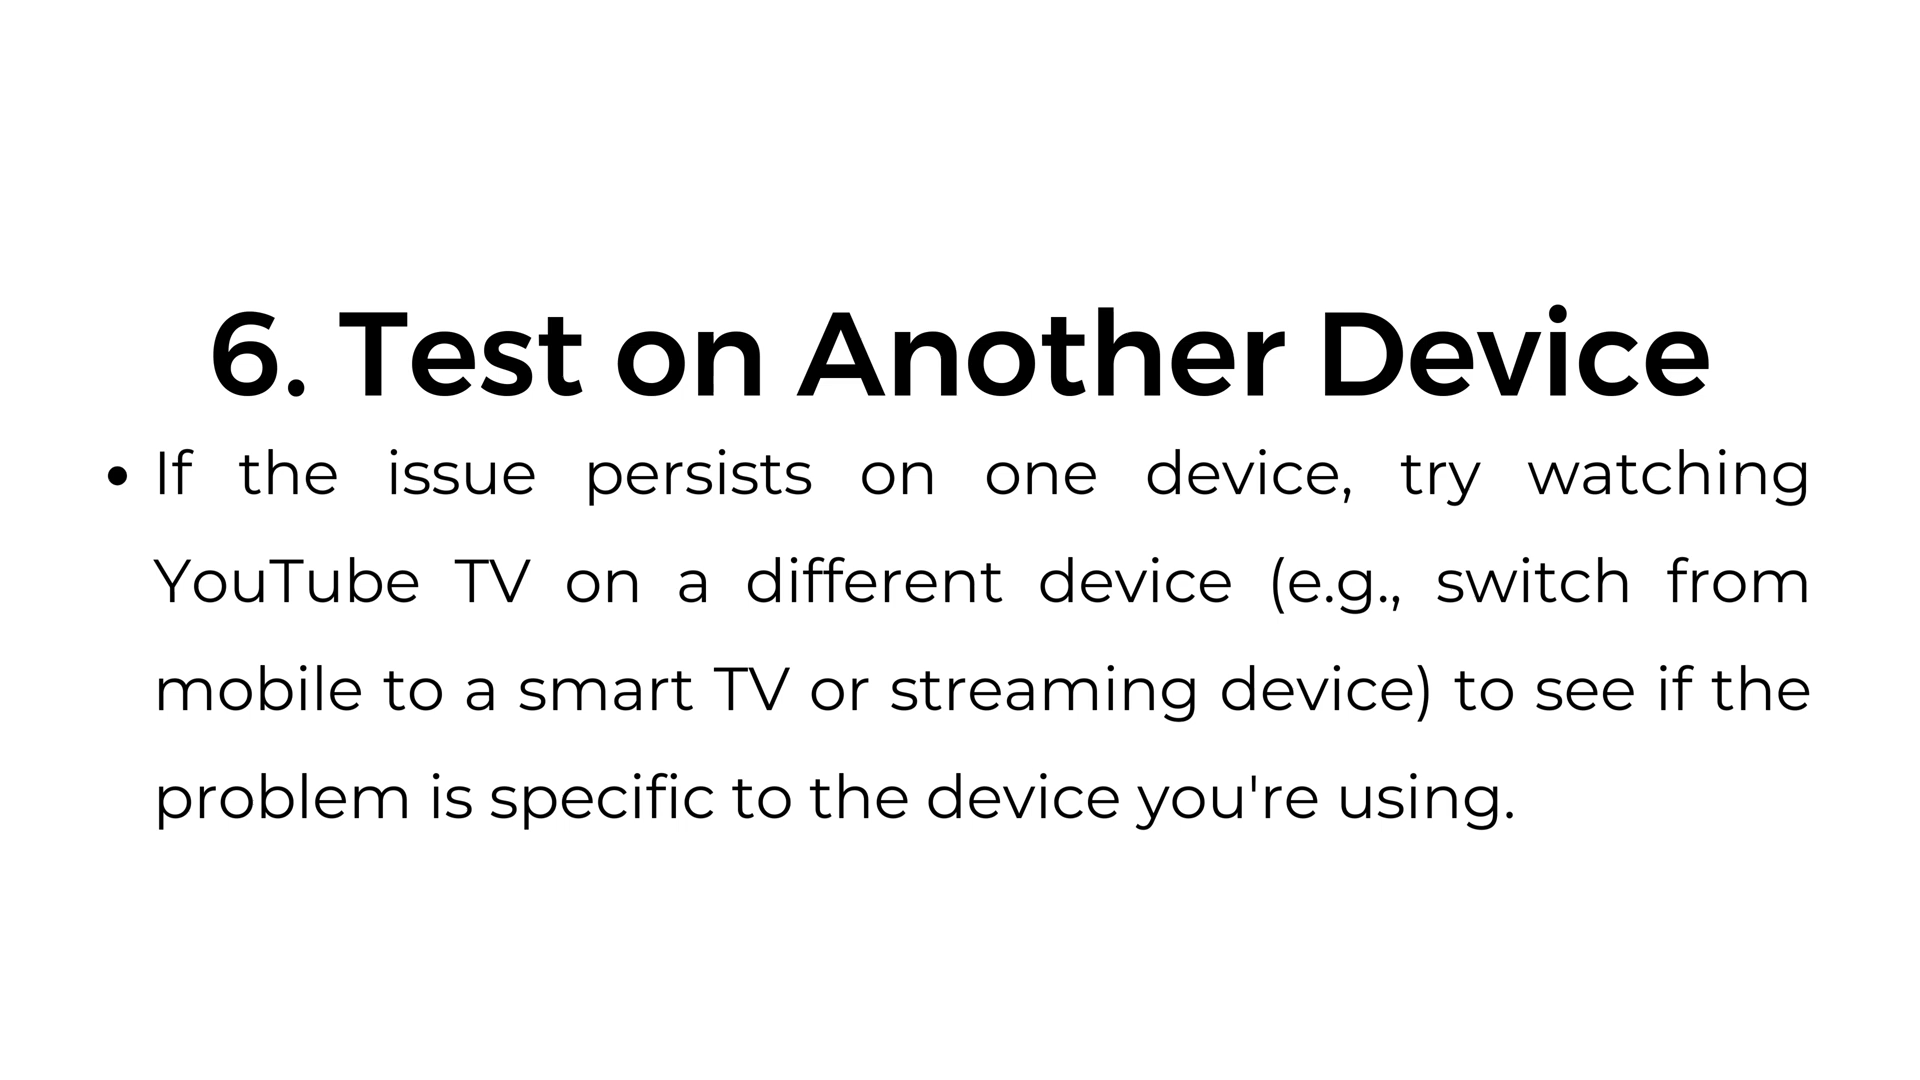 6. Test on Another Device
• If the issue persists on one device, try watching
YouTube TV on a different device (e.g., switch from
mobile to a smart TV or streaming device) to see if the
problem is specific to the device you're using.